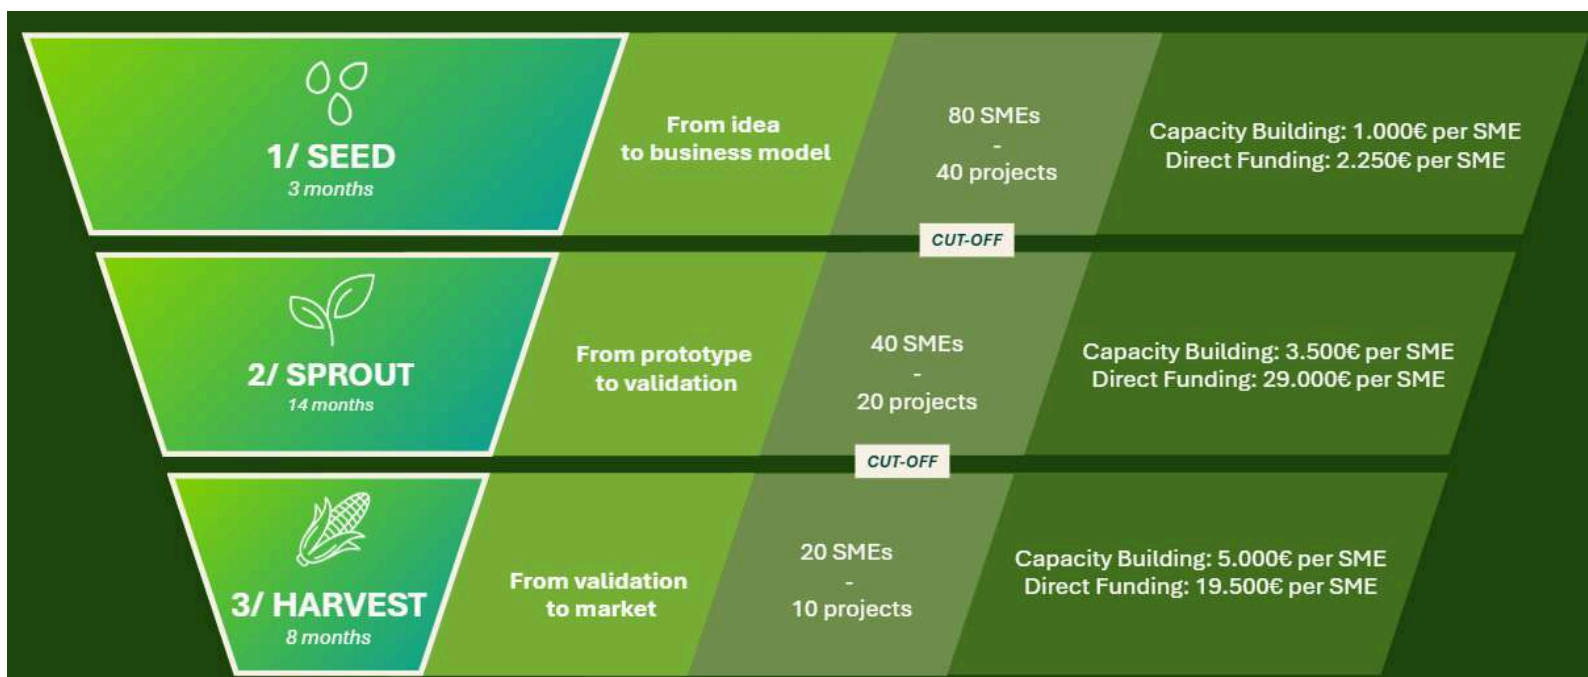 1/ SEED
3 months
From idea
to business model
80 SMEs
-
40 projects
Capacity Building: 1.000€ per SME
Direct Funding: 2.250€ per SME
CUT-OFF
2/ SPROUT
14 months
From prototype
to validation
40 SMEs
-
20 projects
Capacity Building: 3.500€ per SME
Direct Funding: 29.000€ per SME
CUT-OFF
3/ HARVEST
8 months
From validation
to market
20 SMEs
-
10 projects
Capacity Building: 5.000€ per SME
Direct Funding: 19.500€ per SME